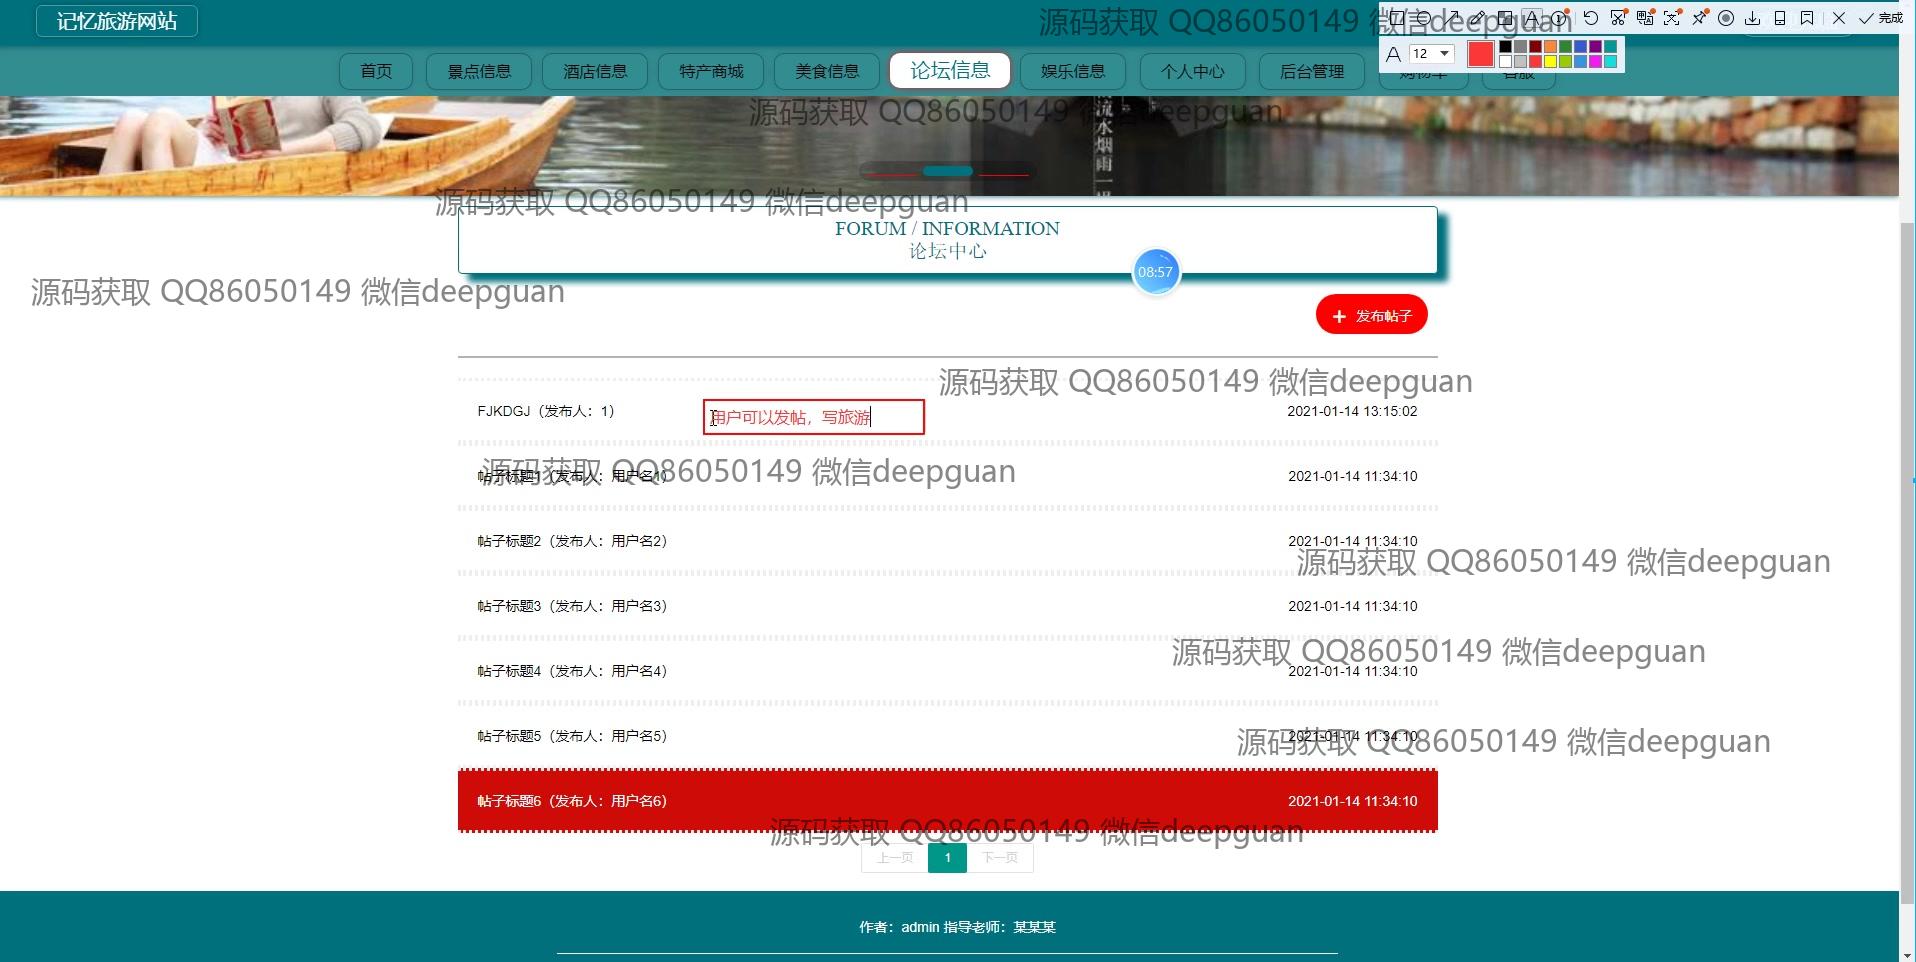 记忆旅游网站
源码获取 QQ86050149 微信deepguan
完成
12
首页
景点信息
酒店信息
特产商城
美食信息
论坛信息
娱乐信息
个人中心
后台管理
购物车
客服
源码获取 QQ86050149 微信deepguan
流水烟雨一
源码获取 QQ86050149 微信deepguan
FORUM / INFORMATION
论坛中心
08:57
源码获取 QQ86050149 微信deepguan
+ 发布帖子
源码获取 QQ86050149 微信deepguan
FJKDGJ（发布人：1） 2021-01-14 13:15:02
用户可以发帖，写旅游
源码获取 QQ86050149 微信deepguan
帖子标题1（发布人：用户名1） 2021-01-14 11:34:10
帖子标题2（发布人：用户名2） 2021-01-14 11:34:10
源码获取 QQ86050149 微信deepguan
帖子标题3（发布人：用户名3） 2021-01-14 11:34:10
源码获取 QQ86050149 微信deepguan
帖子标题4（发布人：用户名4） 2021-01-14 11:34:10
帖子标题5（发布人：用户名5） 2021-01-14 11:34:10
源码获取 QQ86050149 微信deepguan
帖子标题6（发布人：用户名6） 2021-01-14 11:34:10
源码获取 QQ86050149 微信deepguan
上一页 1 下一页
作者：admin 指导老师：某某某